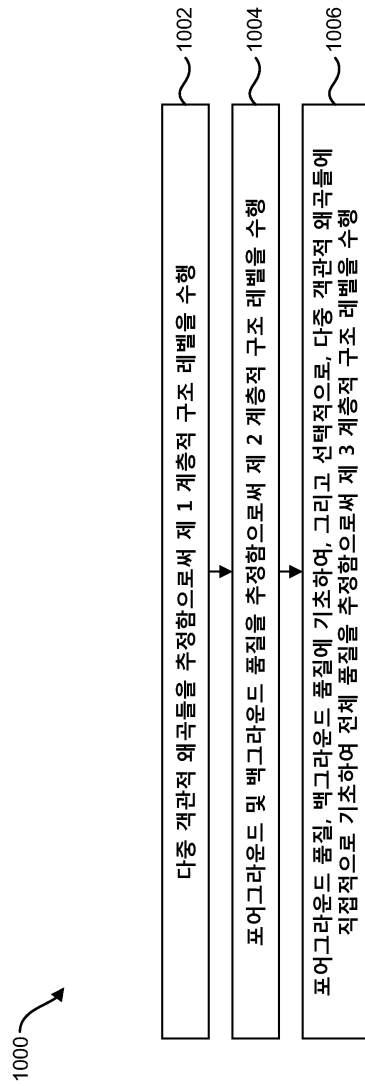 1000
다중 객관적 왜곡들을 추정함으로써 제 1 계층적 구조 레벨을 수행
1002
포어그라운드 및 백그라운드 품질을 추정함으로써 제 2 계층적 구조 레벨을 수행
1004
포어그라운드 품질, 백그라운드 품질에 기초하여, 그리고 선택적으로, 다중 객관적 왜곡들에
직접적으로 기초하여 전체 품질을 추정함으로써 제 3 계층적 구조 레벨을 수행
1006